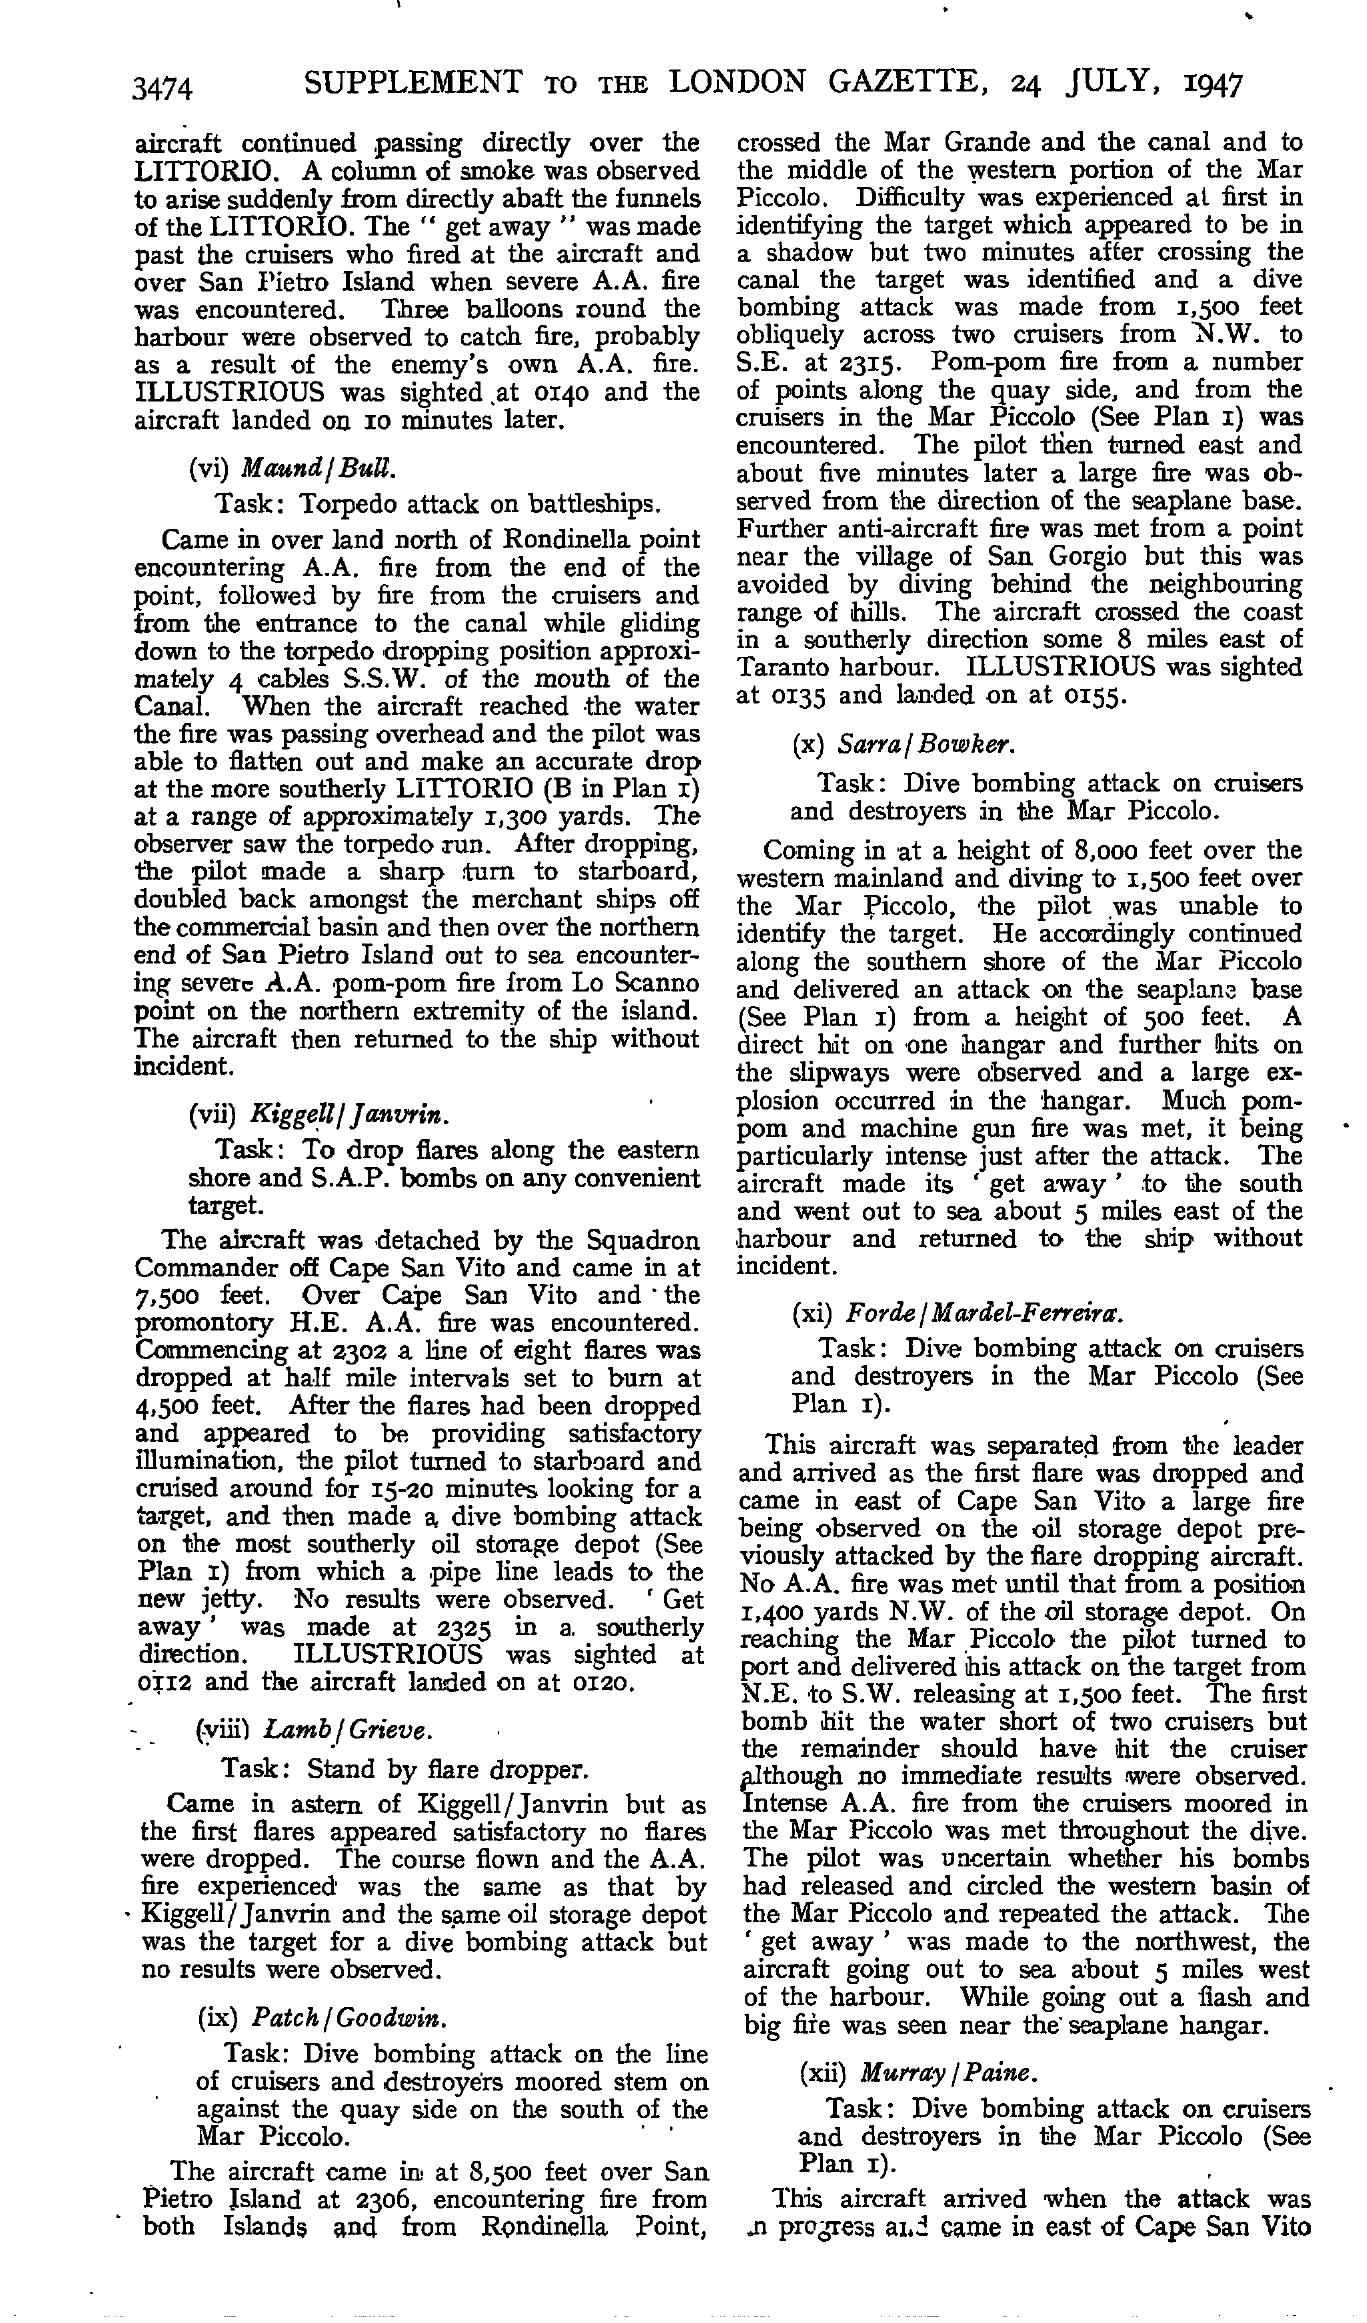 3474 SUPPLEMENT TO THE LONDON GAZETTE, 24 JULY, 1947
aircraft continued passing directly over the
LITTORIO. A column of smoke was observed
to arise suddenly from directly abaft the funnels
of the LITTORIO. The " get away " was made
past the cruisers who fired at the aircraft and
over San Pietro Island when severe A.A. fire
was encountered. Three balloons round the
harbour were observed to catch fire, probably
as a result of the enemy's own A.A. fire.
ILLUSTRIOUS was sighted at 0140 and the
aircraft landed on 10 minutes later.
(vi) Maund/Bull.
Task: Torpedo attack on battleships.
Came in over land north of Rondinella point
encountering A.A. fire from the end of the
point, followed by fire from the cruisers and
from the entrance to the canal while gliding
down to the torpedo dropping position approxi-
mately 4 cables S.S.W. of the mouth of the
Canal. When the aircraft reached the water
the fire was passing overhead and the pilot was
able to flatten out and make an accurate drop
at the more southerly LITTORIO (B in Plan 1)
at a range of approximately 1,300 yards. The
observer saw the torpedo run. After dropping,
the pilot made a sharp turn to starboard,
doubled back amongst the merchant ships off
the commercial basin and then over the northern
end of San Pietro Island out to sea encounter-
ing severe A.A. pom-pom fire from Lo Scanno
point on the northern extremity of the island.
The aircraft then returned to the ship without
incident.
(vii) Kiggell/Janvrin.
Task: To drop flares along the eastern
shore and S.A.P. bombs on any convenient
target.
The aircraft was detached by the Squadron
Commander off Cape San Vito and came in at
7,500 feet. Over Cape San Vito and the
promontory H.E. A.A. fire was encountered.
Commencing at 2302 a line of eight flares was
dropped at half mile intervals set to burn at
4,500 feet. After the flares had been dropped
and appeared to be providing satisfactory
illumination, the pilot turned to starboard and
cruised around for 15-20 minutes looking for a
target, and then made a dive bombing attack
on the most southerly oil storage depot (See
Plan 1) from which a pipe line leads to the
new jetty. No results were observed. ' Get
away ' was made at 2325 in a southerly
direction. ILLUSTRIOUS was sighted at
0112 and the aircraft landed on at 0120.
(viii) Lamb/Grieve.
Task: Stand by flare dropper.
Came in astern of Kiggell/Janvrin but as
the first flares appeared satisfactory no flares
were dropped. The course flown and the A.A.
fire experienced was the same as that by
Kiggell/Janvrin and the same oil storage depot
was the target for a dive bombing attack but
no results were observed.
(ix) Patch/Goodwin.
Task: Dive bombing attack on the line
of cruisers and destroyers moored stem on
against the quay side on the south of the
Mar Piccolo.
The aircraft came in at 8,500 feet over San
Pietro Island at 2306, encountering fire from
both Islands and from Rondinella Point,
crossed the Mar Grande and the canal and to
the middle of the western portion of the Mar
Piccolo. Difficulty was experienced at first in
identifying the target which appeared to be in
a shadow but two minutes after crossing the
canal the target was identified and a dive
bombing attack was made from 1,500 feet
obliquely across two cruisers from N.W. to
S.E. at 2315. Pom-pom fire from a number
of points along the quay side, and from the
cruisers in the Mar Piccolo (See Plan 1) was
encountered. The pilot then turned east and
about five minutes later a large fire was ob-
served from the direction of the seaplane base.
Further anti-aircraft fire was met from a point
near the village of San Gorgio but this was
avoided by diving behind the neighbouring
range of hills. The aircraft crossed the coast
in a southerly direction some 8 miles east of
Taranto harbour. ILLUSTRIOUS was sighted
at 0135 and landed on at 0155.
(x) Sarra/Bowker.
Task: Dive bombing attack on cruisers
and destroyers in the Mar Piccolo.
Coming in at a height of 8,000 feet over the
western mainland and diving to 1,500 feet over
the Mar Piccolo, the pilot was unable to
identify the target. He accordingly continued
along the southern shore of the Mar Piccolo
and delivered an attack on the seaplane base
(See Plan 1) from a height of 500 feet. A
direct hit on one hangar and further hits on
the slipways were observed and a large ex-
plosion occurred in the hangar. Much pom-
pom and machine gun fire was met, it being
particularly intense just after the attack. The
aircraft made its ' get away ' to the south
and went out to sea about 5 miles east of the
harbour and returned to the ship without
incident.
(xi) Forde/Mardel-Ferreira.
Task: Dive bombing attack on cruisers
and destroyers in the Mar Piccolo (See
Plan 1).
This aircraft was separated from the leader
and arrived as the first flare was dropped and
came in east of Cape San Vito a large fire
being observed on the oil storage depot pre-
viously attacked by the flare dropping aircraft.
No A.A. fire was met until that from a position
1,400 yards N.W. of the oil storage depot. On
reaching the Mar Piccolo the pilot turned to
port and delivered his attack on the target from
N.E. to S.W. releasing at 1,500 feet. The first
bomb hit the water short of two cruisers but
the remainder should have hit the cruiser
although no immediate results were observed.
Intense A.A. fire from the cruisers moored in
the Mar Piccolo was met throughout the dive.
The pilot was uncertain whether his bombs
had released and circled the western basin of
the Mar Piccolo and repeated the attack. The
' get away ' was made to the northwest, the
aircraft going out to sea about 5 miles west
of the harbour. While going out a flash and
big fire was seen near the seaplane hangar.
(xii) Murray/Paine.
Task: Dive bombing attack on cruisers
and destroyers in the Mar Piccolo (See
Plan 1).
This aircraft arrived when the attack was
in progress and came in east of Cape San Vito